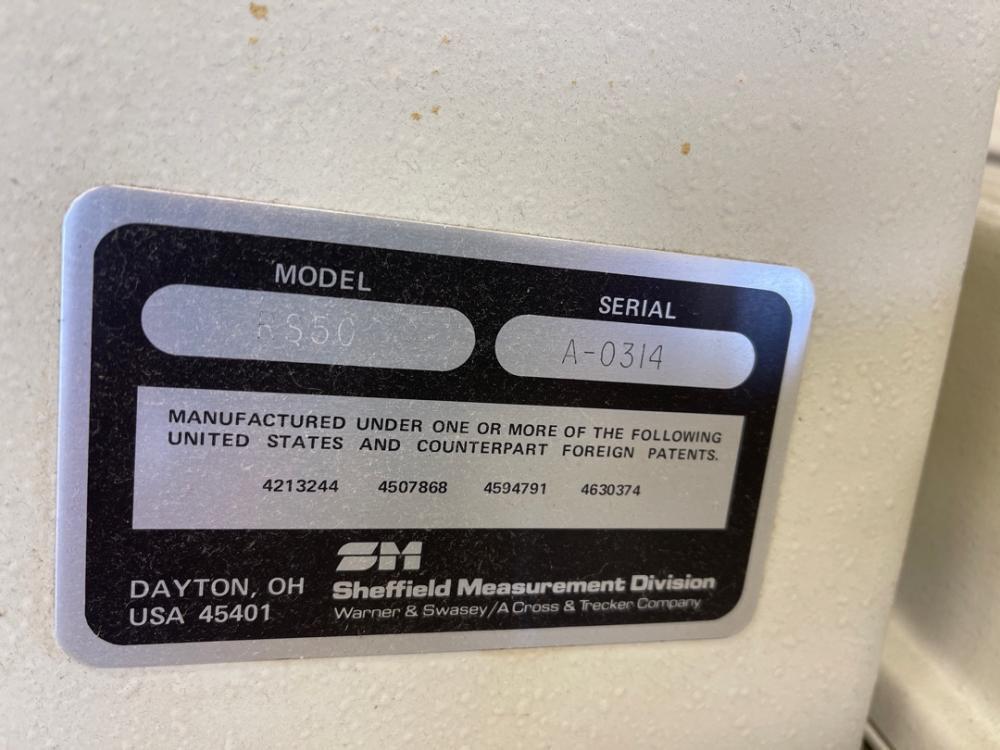 MODEL
RS50
SERIAL
A-0314
MANUFACTURED UNDER ONE OR MORE OF THE FOLLOWING
UNITED STATES AND COUNTERPART FOREIGN PATENTS.
4213244 4507868 4594791 4630374
SM
DAYTON, OH
USA 45401
Sheffield Measurement Division
Warner & Swasey/A Cross & Trecker Company